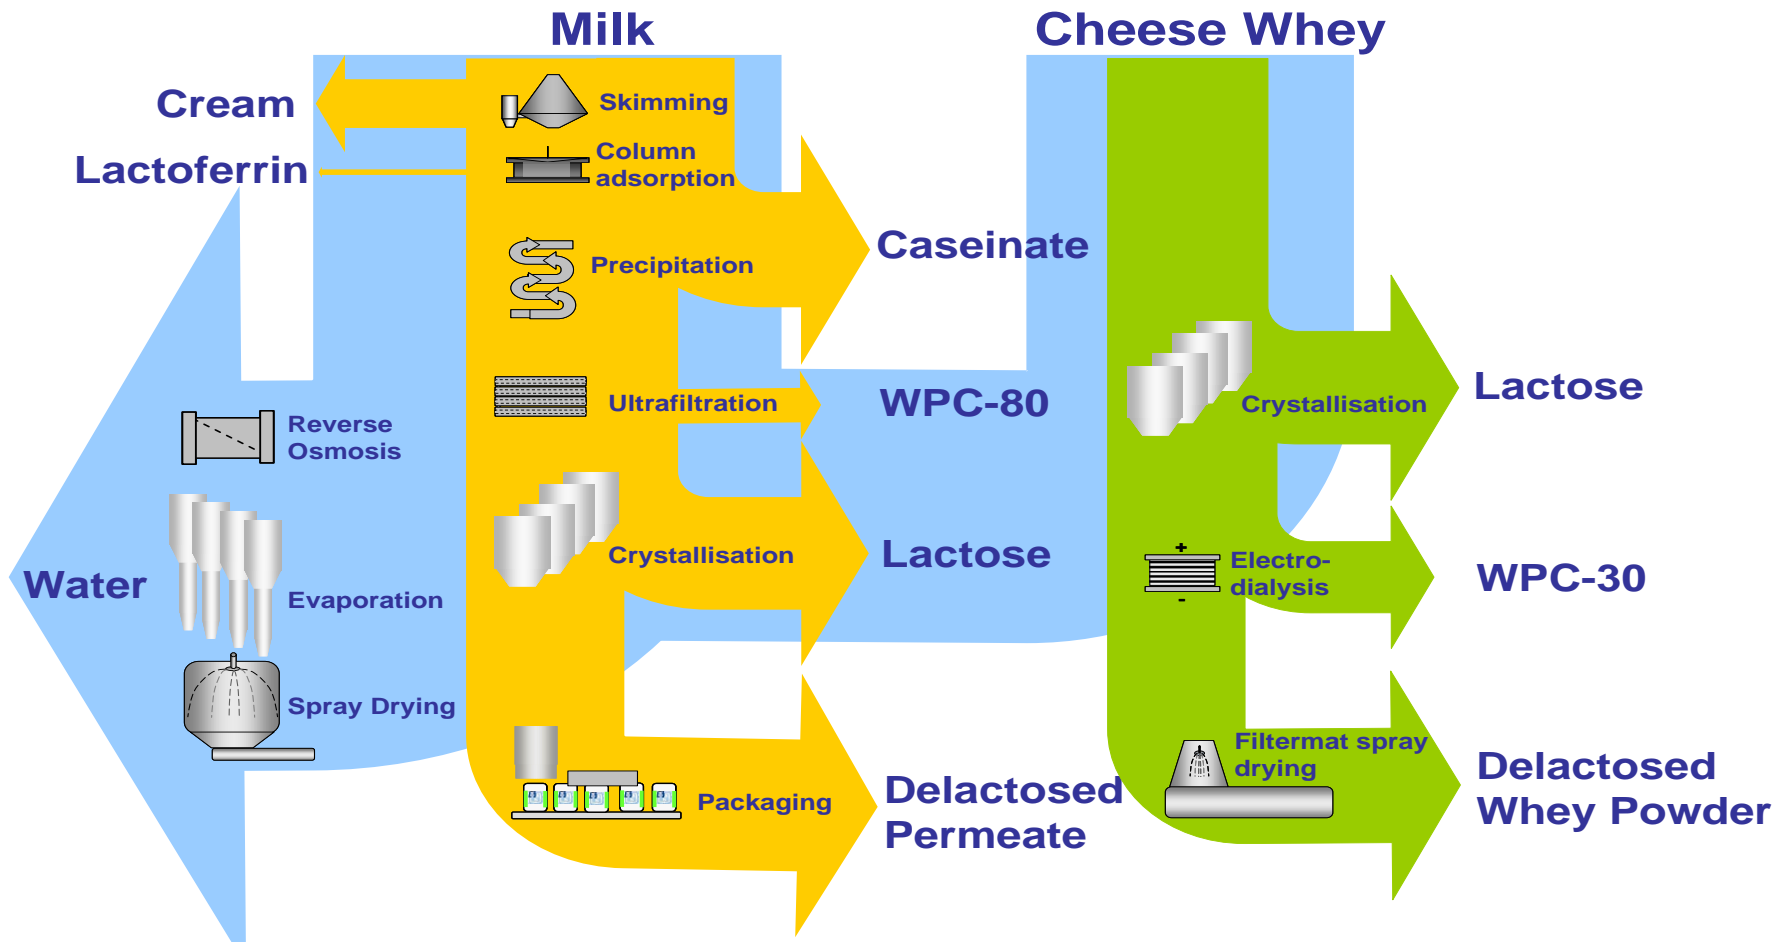 Milk
Cheese Whey
Cream
Skimming
Lactoferrin
Column
adsorption
Caseinate
Precipitation
Ultrafiltration
WPC-80
Crystallisation
Lactose
Reverse
Osmosis
Crystallisation
Lactose
Water
Evaporation
+
Electro-
dialysis
-
WPC-30
Spray Drying
Packaging
Delactosed
Permeate
Filtermat spray
drying
Delactosed
Whey Powder